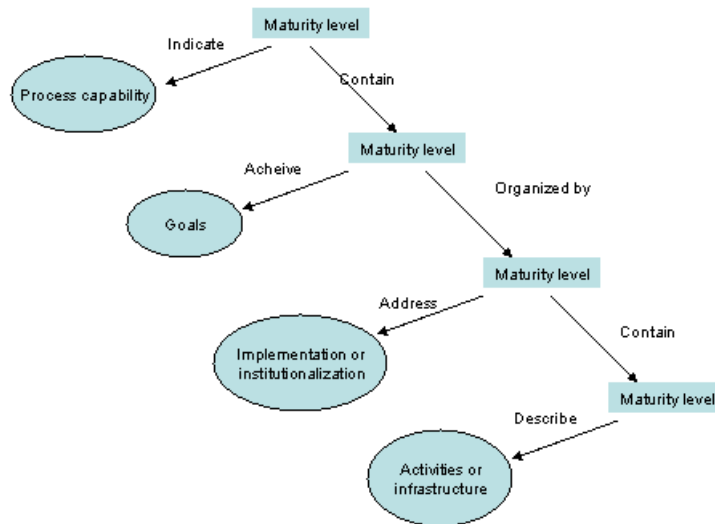 Maturity level
Indicate
Process capability
Contain
Maturity level
Acheive
Organized by
Goals
Maturity level
Address
Contain
Implementation or
institutionalization
Maturity level
Describe
Activities or
infrastructure